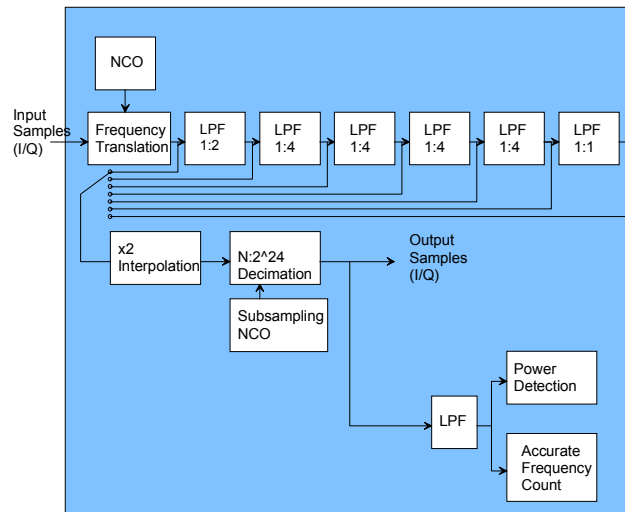 NCO
Input
Samples
(I/Q)
Frequency
Translation
LPF
1:2
LPF
1:4
LPF
1:4
LPF
1:4
LPF
1:4
LPF
1:1
x2
Interpolation
N:2^24
Decimation
Output
Samples
(I/Q)
Subsampling
NCO
LPF
Power
Detection
Accurate
Frequency
Count